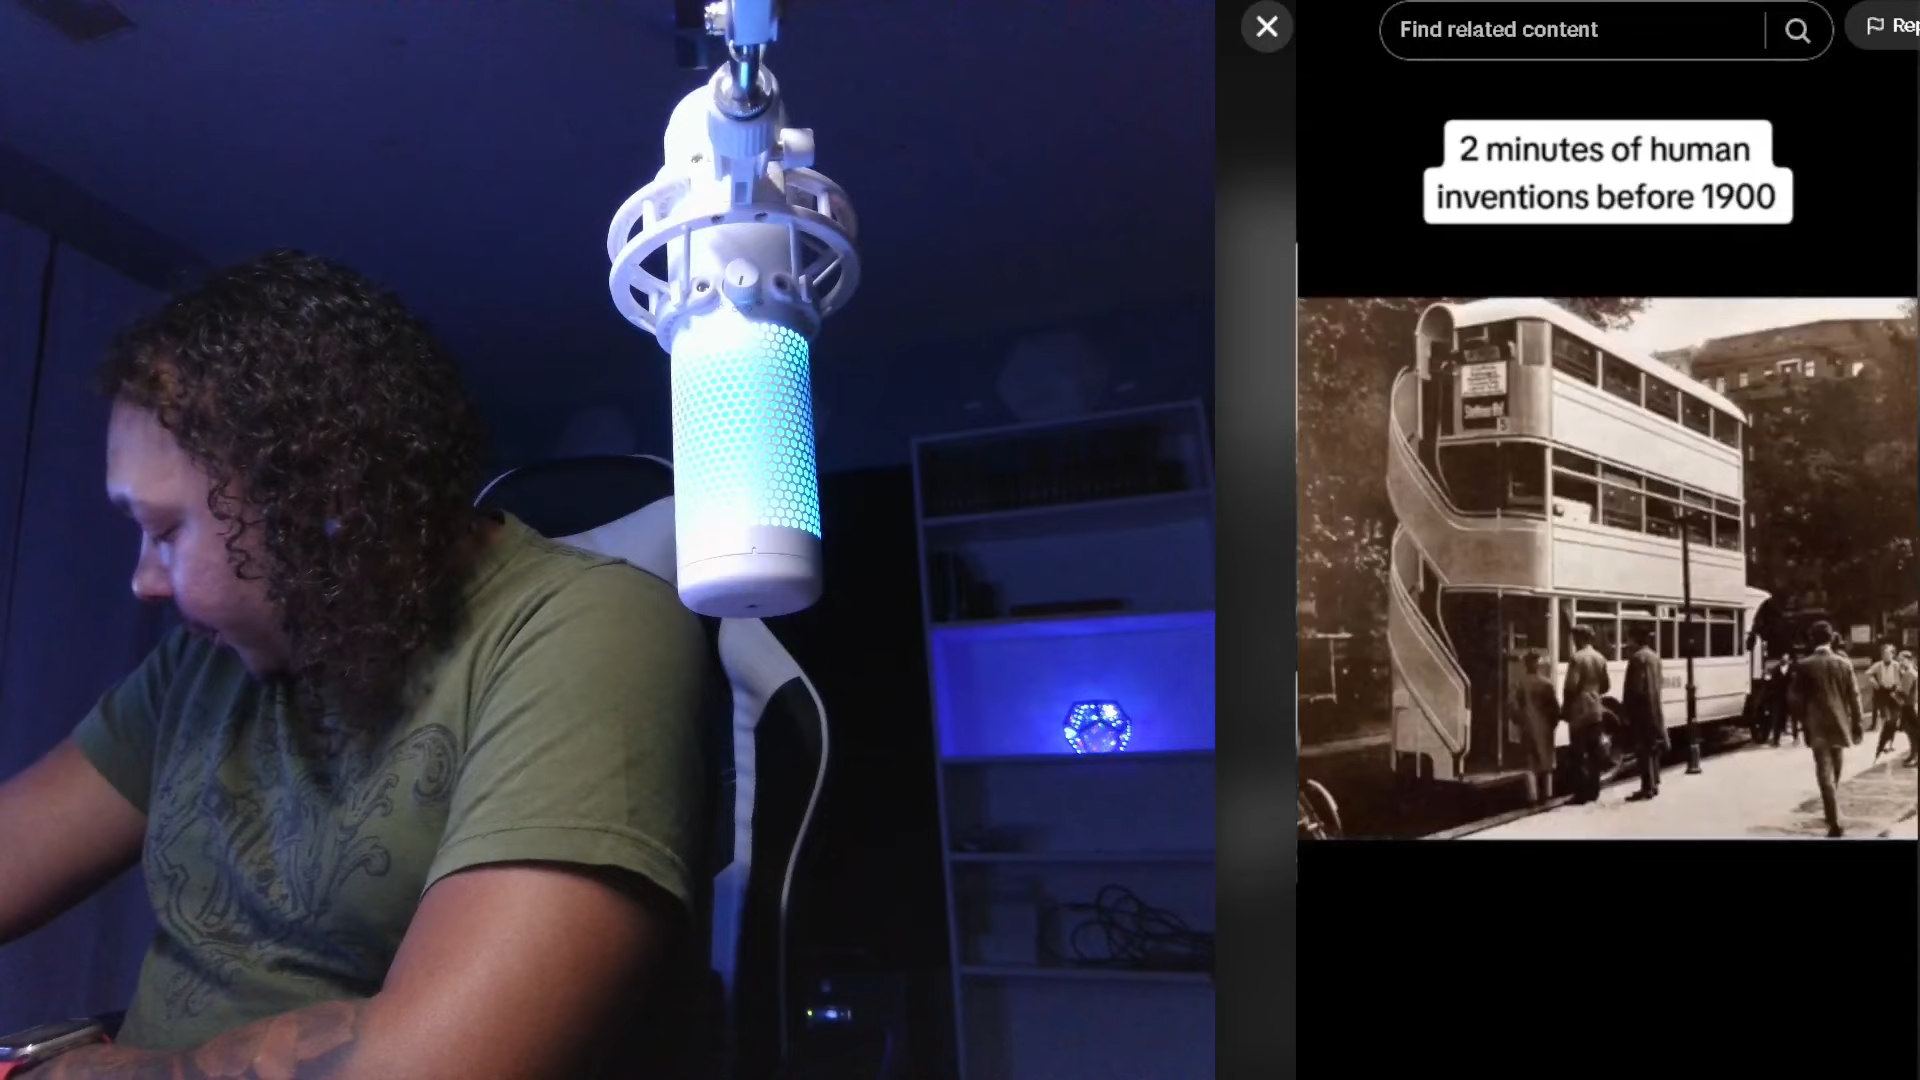 Find related content
Rep
2 minutes of human
inventions before 1900